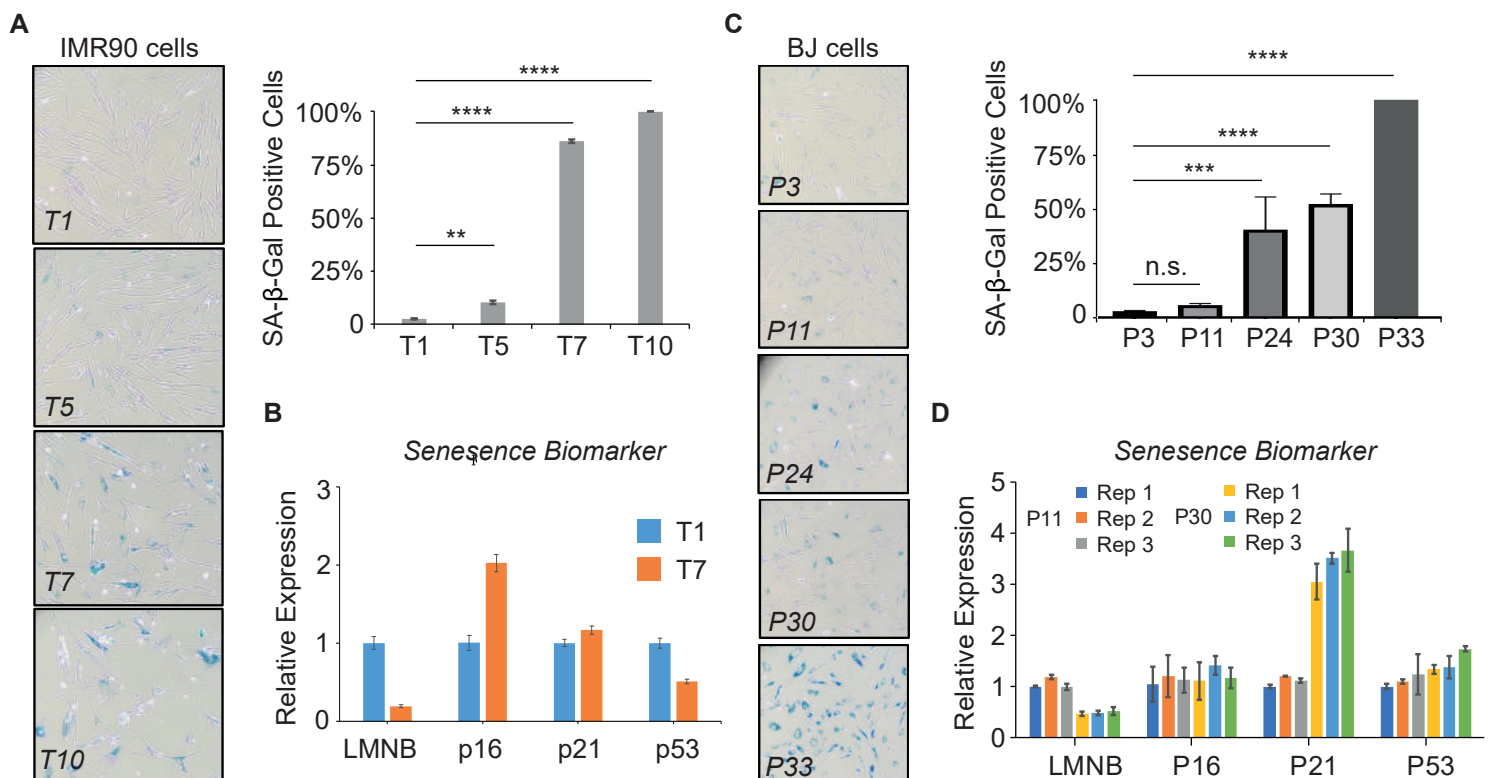 A
IMR90 cells
T1
T5
T7
T10
SA-β-Gal Positive Cells
100%
75%
50%
25%
0
**
****
****
T1 T5 T7 T10
B
Senesence Biomarker
Relative Expression
3
2
1
0
T1
T7
LMNB p16 p21 p53
C
BJ cells
P3
P11
P24
P30
P33
SA-β-Gal Positive Cells
100%
75%
50%
25%
0
n.s.
***
****
****
P3 P11 P24 P30 P33
D
Senesence Biomarker
Relative Expression
5
4
3
2
1
0
P11
Rep 1
Rep 2
Rep 3
P30
Rep 1
Rep 2
Rep 3
LMNB P16 P21 P53